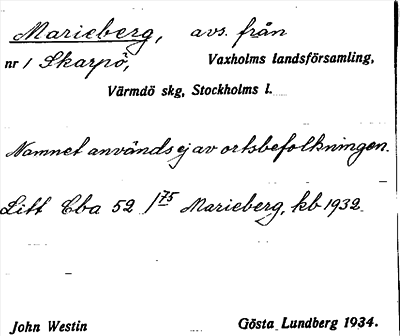 Marieberg, avs. från
nr 1 Skarpö, Vaxholms landsförsamling,
Värmdö skg, Stockholms l.
Namnet används ej av ortsbefolkningen.
Litt Cba 52 1/75 Marieberg, kb 1932
John Westin Gösta Lundberg 1934.